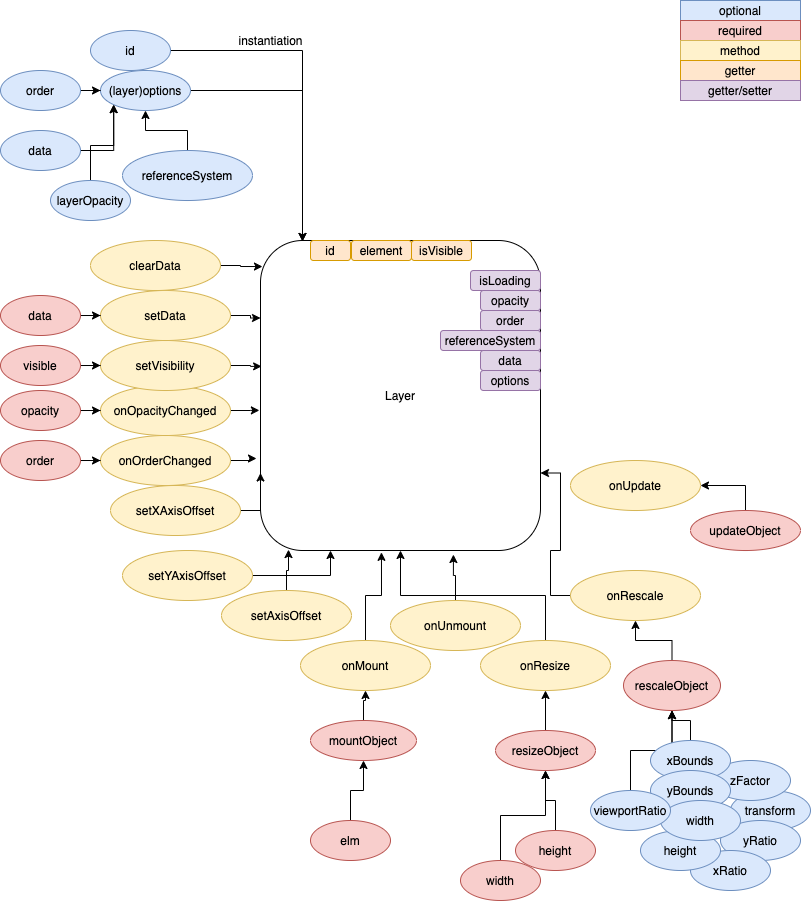 optional
required
method
getter
getter/setter
instantiation
id
order
(layer)options
data
referenceSystem
layerOpacity
id
element
isVisible
clearData
isLoading
opacity
order
referenceSystem
data
options
data
setData
visible
setVisibility
opacity
onOpacityChanged
order
onOrderChanged
Layer
setXAxisOffset
setYAxisOffset
setAxisOffset
onUpdate
updateObject
onRescale
onUnmount
onMount
onResize
rescaleObject
mountObject
resizeObject
xBounds
zFactor
yBounds
viewportRatio
transform
width
elm
height
height
yRatio
width
xRatio